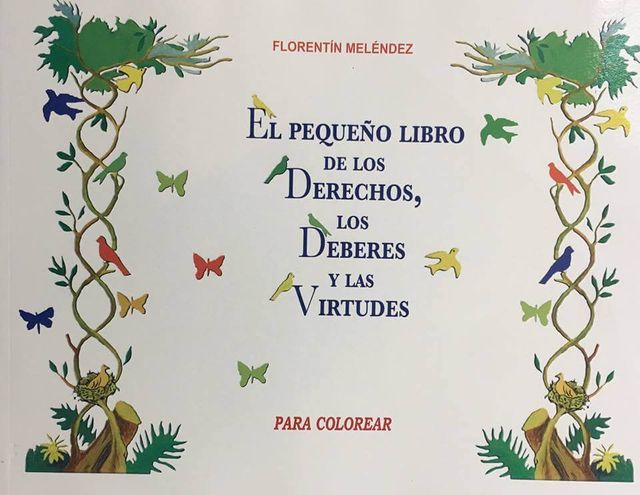 FLORENTÍN MELÉNDEZ
EL PEQUEÑO LIBRO
DE LOS
DERECHOS,
LOS
DEBERES
Y LAS
VIRTUDES
PARA COLOREAR